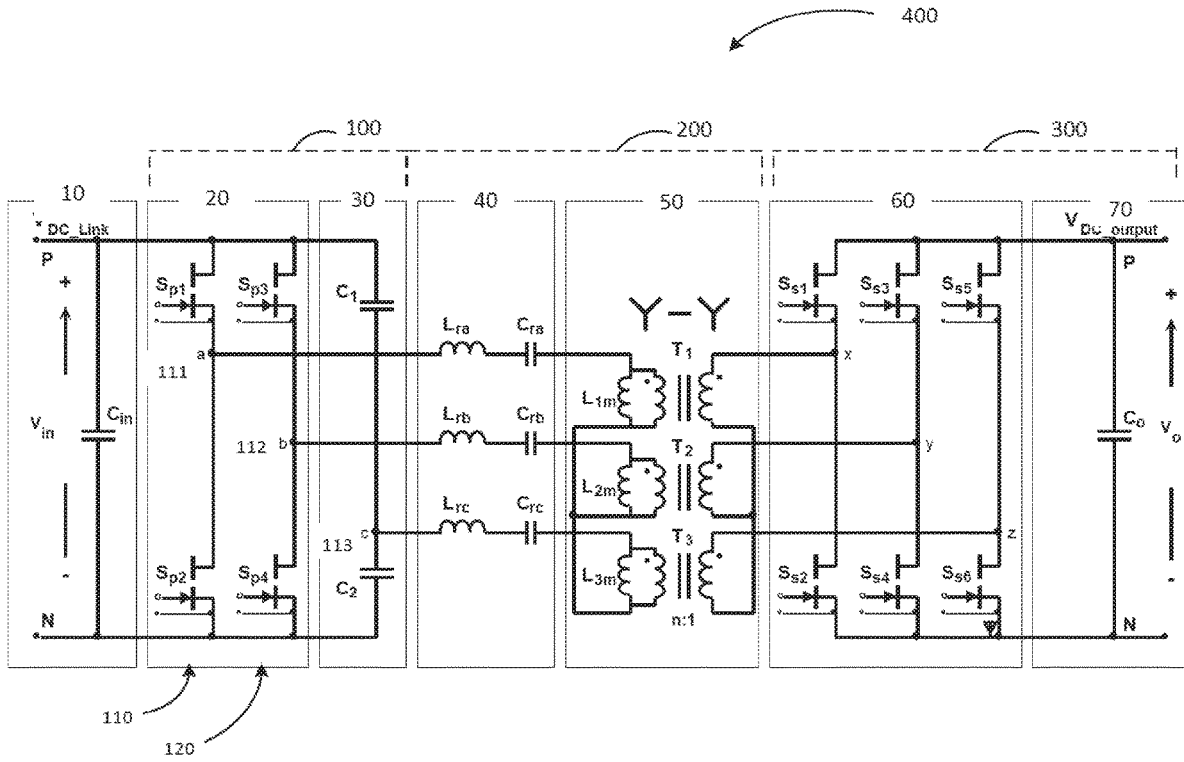 400
100 200 300
10 20 30 40 50 60 70
DC_Link
V DC_output
P
+
Vin
-
N
Cin
Sp1 Sp3
Sp2 Sp4
C1
C2
a
111
b
112
c
113
Lra Cra
Lrb Crb
Lrc Crc
Y – Y
T1
L1m
T2
L2m
T3
L3m
n:1
Ss1 Ss3 Ss5
Ss2 Ss4 Ss6
x
y
z
P
+
Co
Vo
-
N
110
120